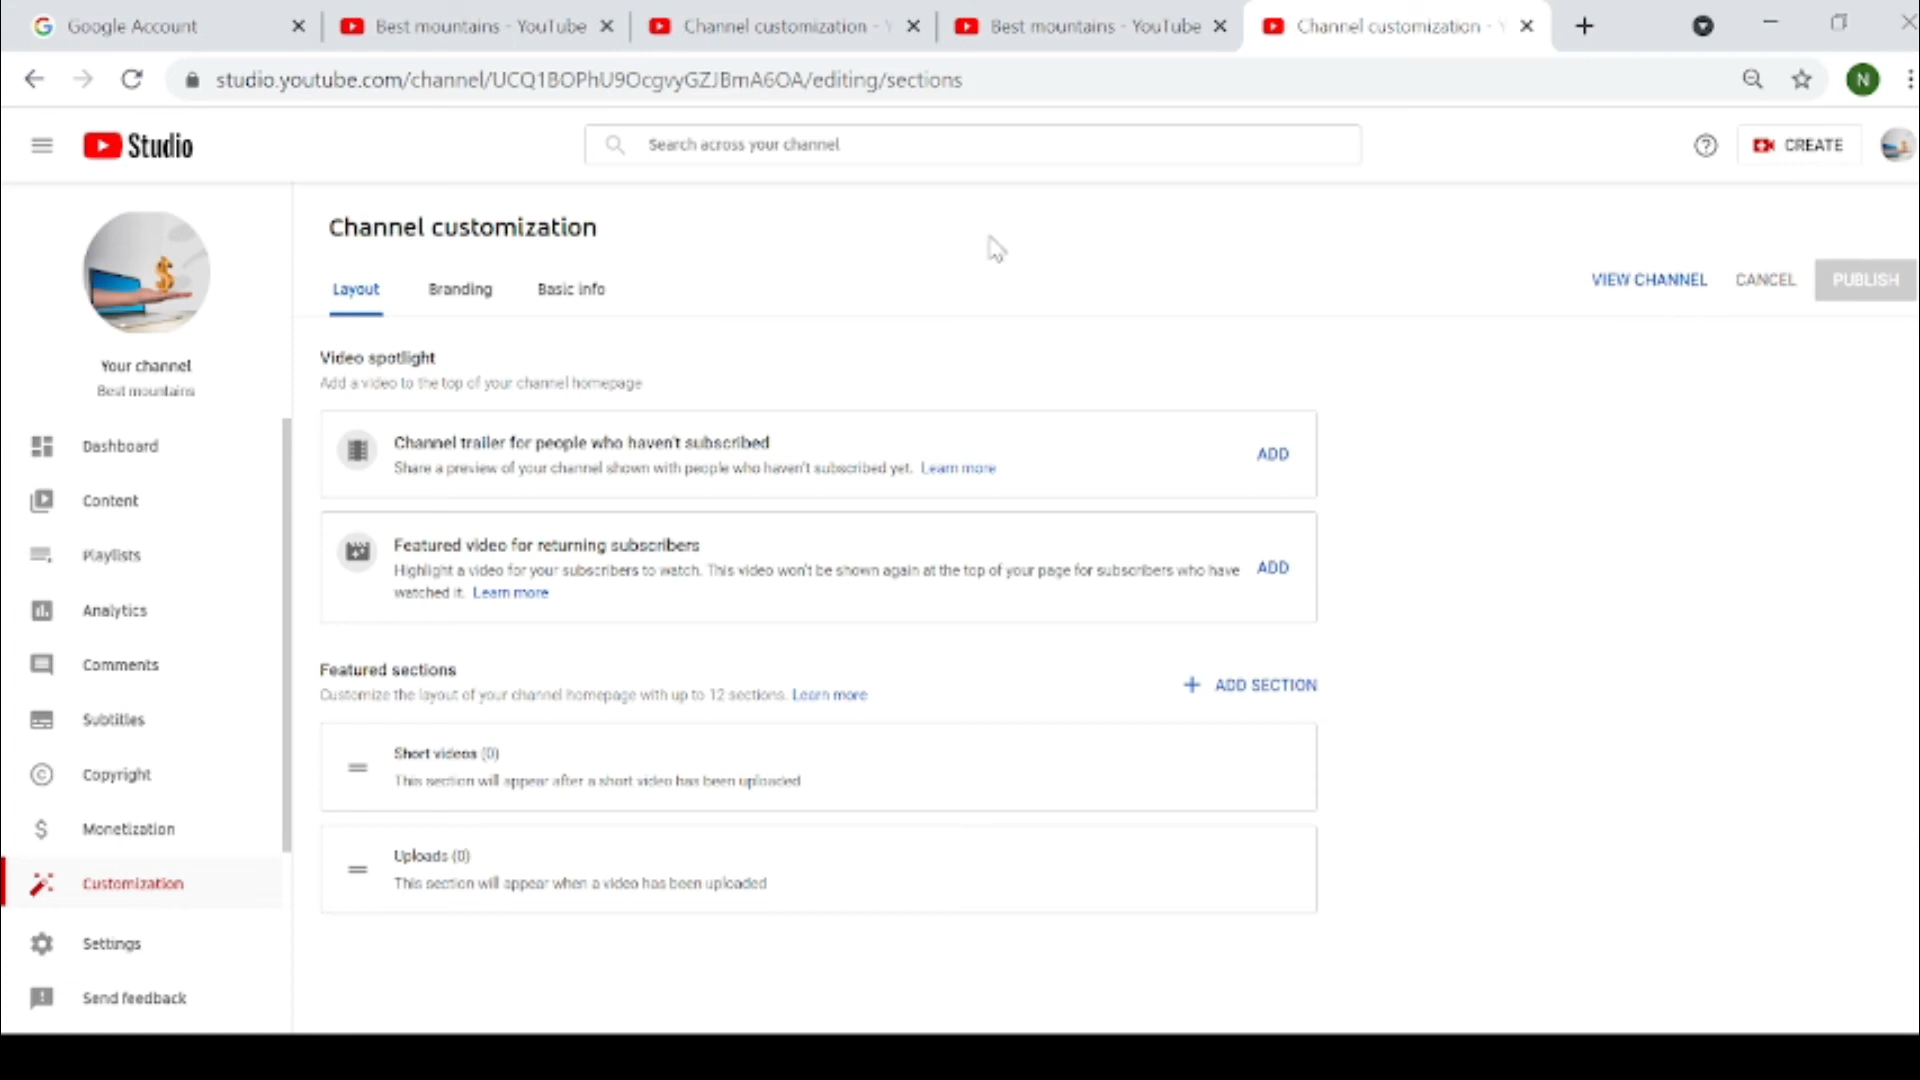 Google Account
Best mountains - YouTube
Channel customization - Y
Best mountains - YouTube
Channel customization - Y
studio.youtube.com/channel/UCQ1BOPhU9OcgvyGZJBmA6OA/editing/sections
N
Studio
Search across your channel
CREATE
Channel customization
Layout
Branding
Basic info
VIEW CHANNEL
CANCEL
PUBLISH
Your channel
Best mountains
Dashboard
Content
Playlists
Analytics
Comments
Subtitles
Copyright
Monetization
Customization
Settings
Send feedback
Video spotlight
Add a video to the top of your channel homepage
Channel trailer for people who haven't subscribed
Share a preview of your channel shown with people who haven't subscribed yet. Learn more
ADD
Featured video for returning subscribers
Highlight a video for your subscribers to watch. This video won't be shown again at the top of your page for subscribers who have
watched it. Learn more
ADD
Featured sections
Customize the layout of your channel homepage with up to 12 sections. Learn more
ADD SECTION
Short videos (0)
This section will appear after a short video has been uploaded
Uploads (0)
This section will appear when a video has been uploaded